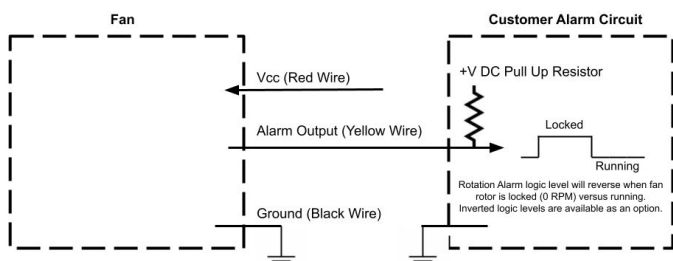 Fan
Customer Alarm Circuit
Vcc (Red Wire)
+V DC Pull Up Resistor
Alarm Output (Yellow Wire)
Locked
Running
Rotation Alarm logic level will reverse when fan
rotor is locked (0 RPM) versus running.
Inverted logic levels are available as an option.
Ground (Black Wire)